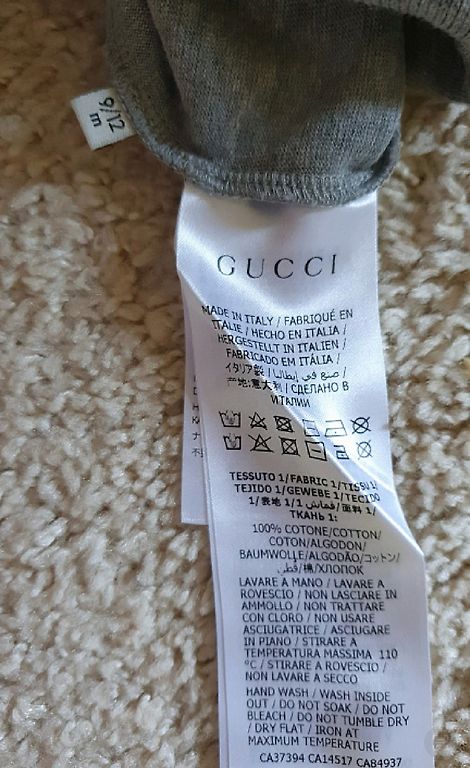 9/12
m
GUCCI
MADE IN ITALY / FABRIQUÉ EN
ITALIE / HECHO EN ITALIA /
HERGESTELLT IN ITALIEN /
FABRICADO EM ITÁLIA /
イタリア製 / صنع في إيطاليا /
产地:意大利 / СДЕЛАНО В
ИТАЛИИ
TESSUTO 1/FABRIC 1/TISSU 1/
TEJIDO 1/GEWEBE 1/TECIDO
1/表地 1/قماش 1/面料 1/
ТКАНЬ 1:
100% COTONE/COTTON/
COTON/ALGODON/
BAUMWOLLE/ALGODÃO/コットン/
قطن/棉/ХЛОПОК
LAVARE A MANO / LAVARE A
ROVESCIO / NON LASCIARE IN
AMMOLLO / NON TRATTARE
CON CLORO / NON USARE
ASCIUGATRICE / ASCIUGARE
IN PIANO / STIRARE A
TEMPERATURA MASSIMA 110
°C / STIRARE A ROVESCIO /
NON LAVARE A SECCO
HAND WASH / WASH INSIDE
OUT / DO NOT SOAK / DO NOT
BLEACH / DO NOT TUMBLE DRY
/ DRY FLAT / IRON AT
MAXIMUM TEMPERATURE
CA37394 CA14517 CA84937